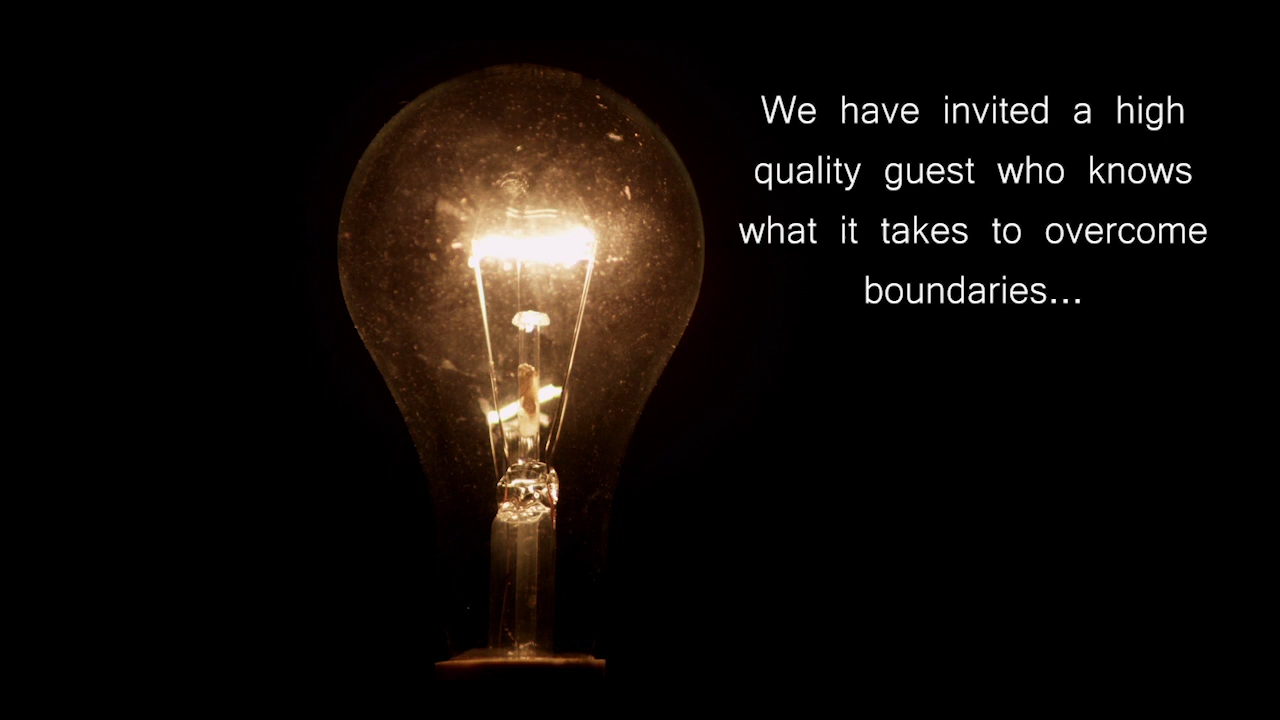 We have invited a high
quality guest who knows
what it takes to overcome
boundaries...